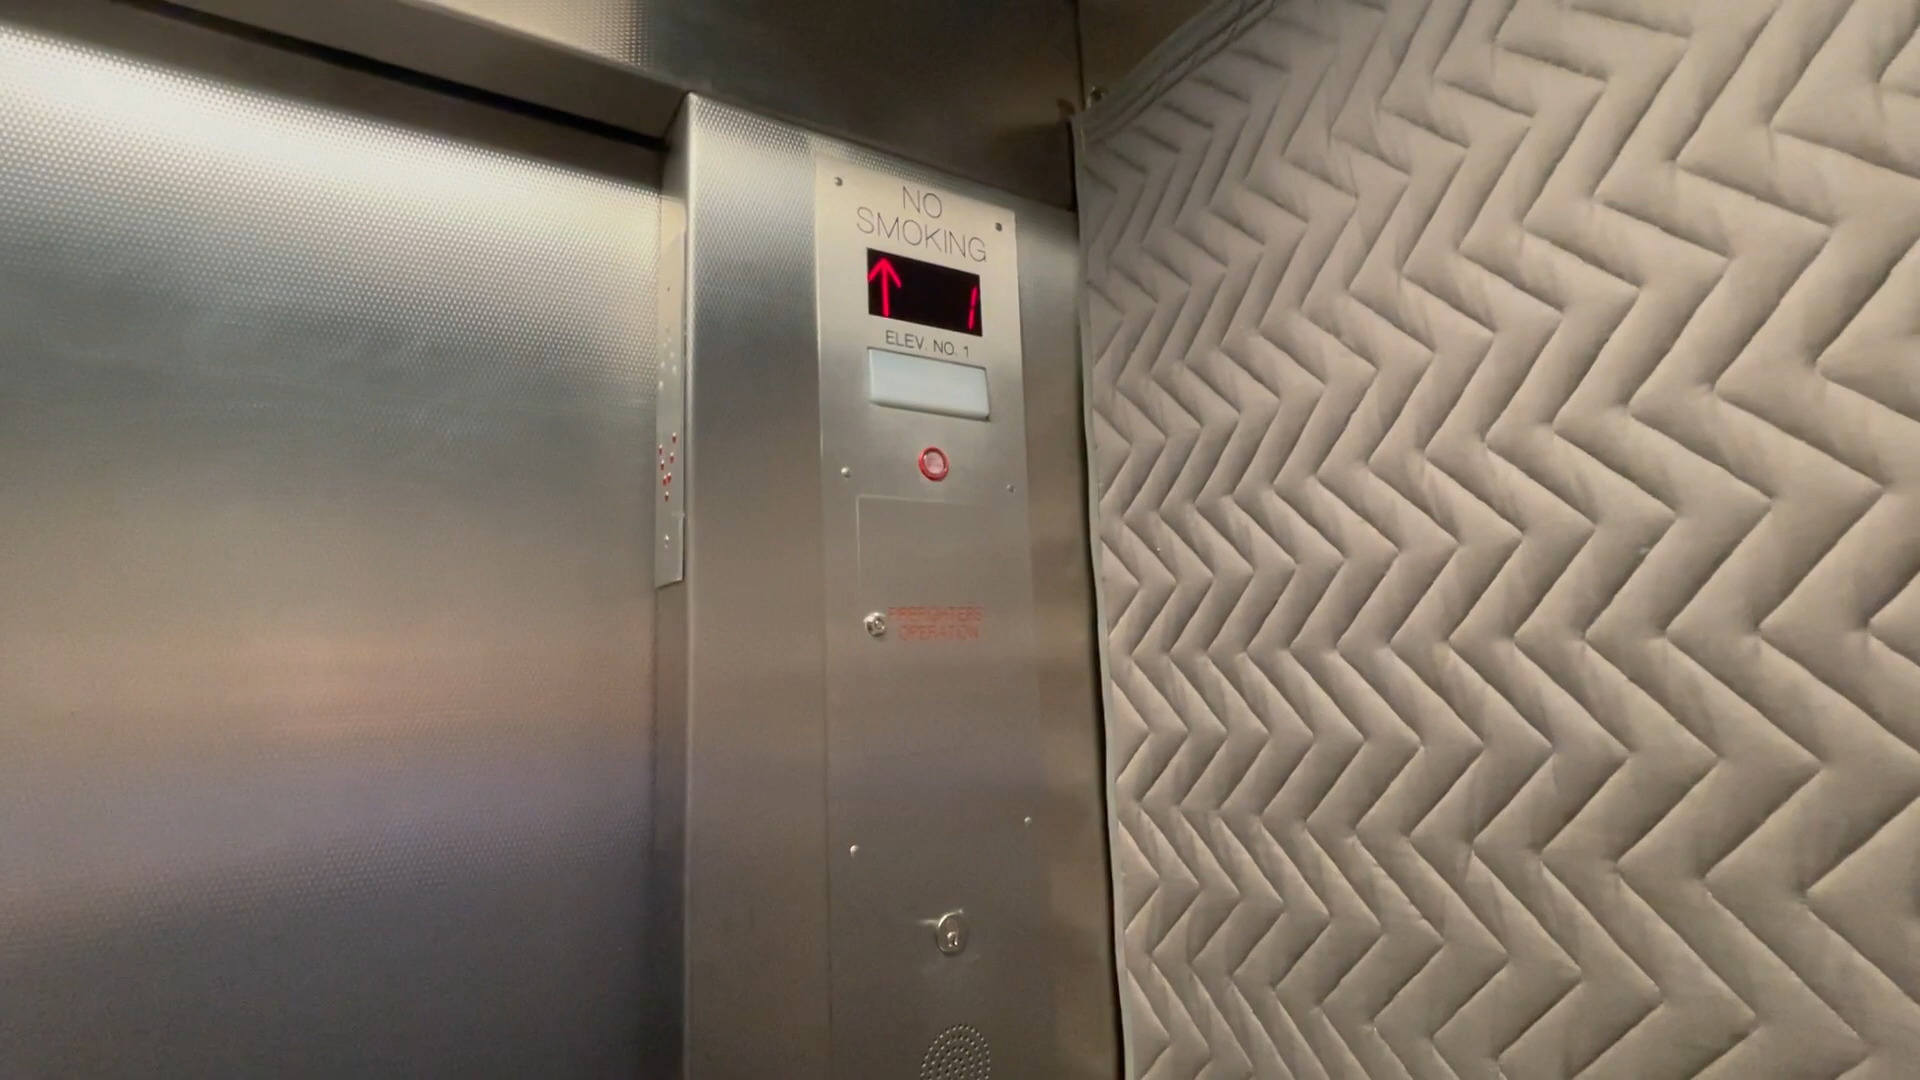 NO
SMOKING
↑ 1
ELEV. NO. 1
FIREFIGHTERS
OPERATION